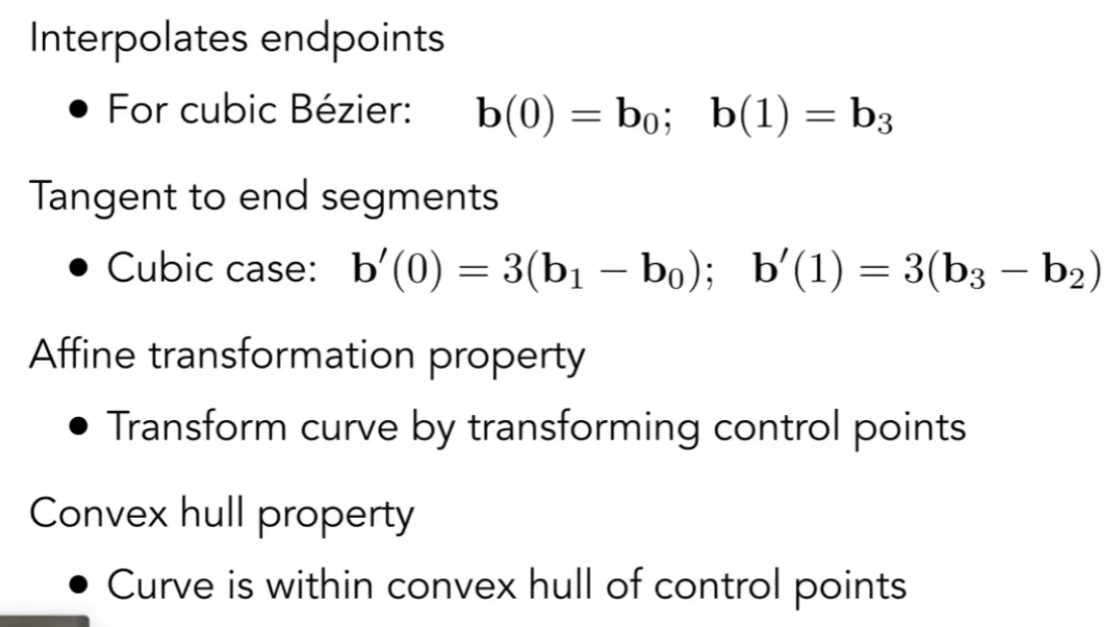 Interpolates endpoints
• For cubic Bézier: b(0) = b₀; b(1) = b₃
Tangent to end segments
• Cubic case: b′(0) = 3(b₁ − b₀); b′(1) = 3(b₃ − b₂)
Affine transformation property
• Transform curve by transforming control points
Convex hull property
• Curve is within convex hull of control points